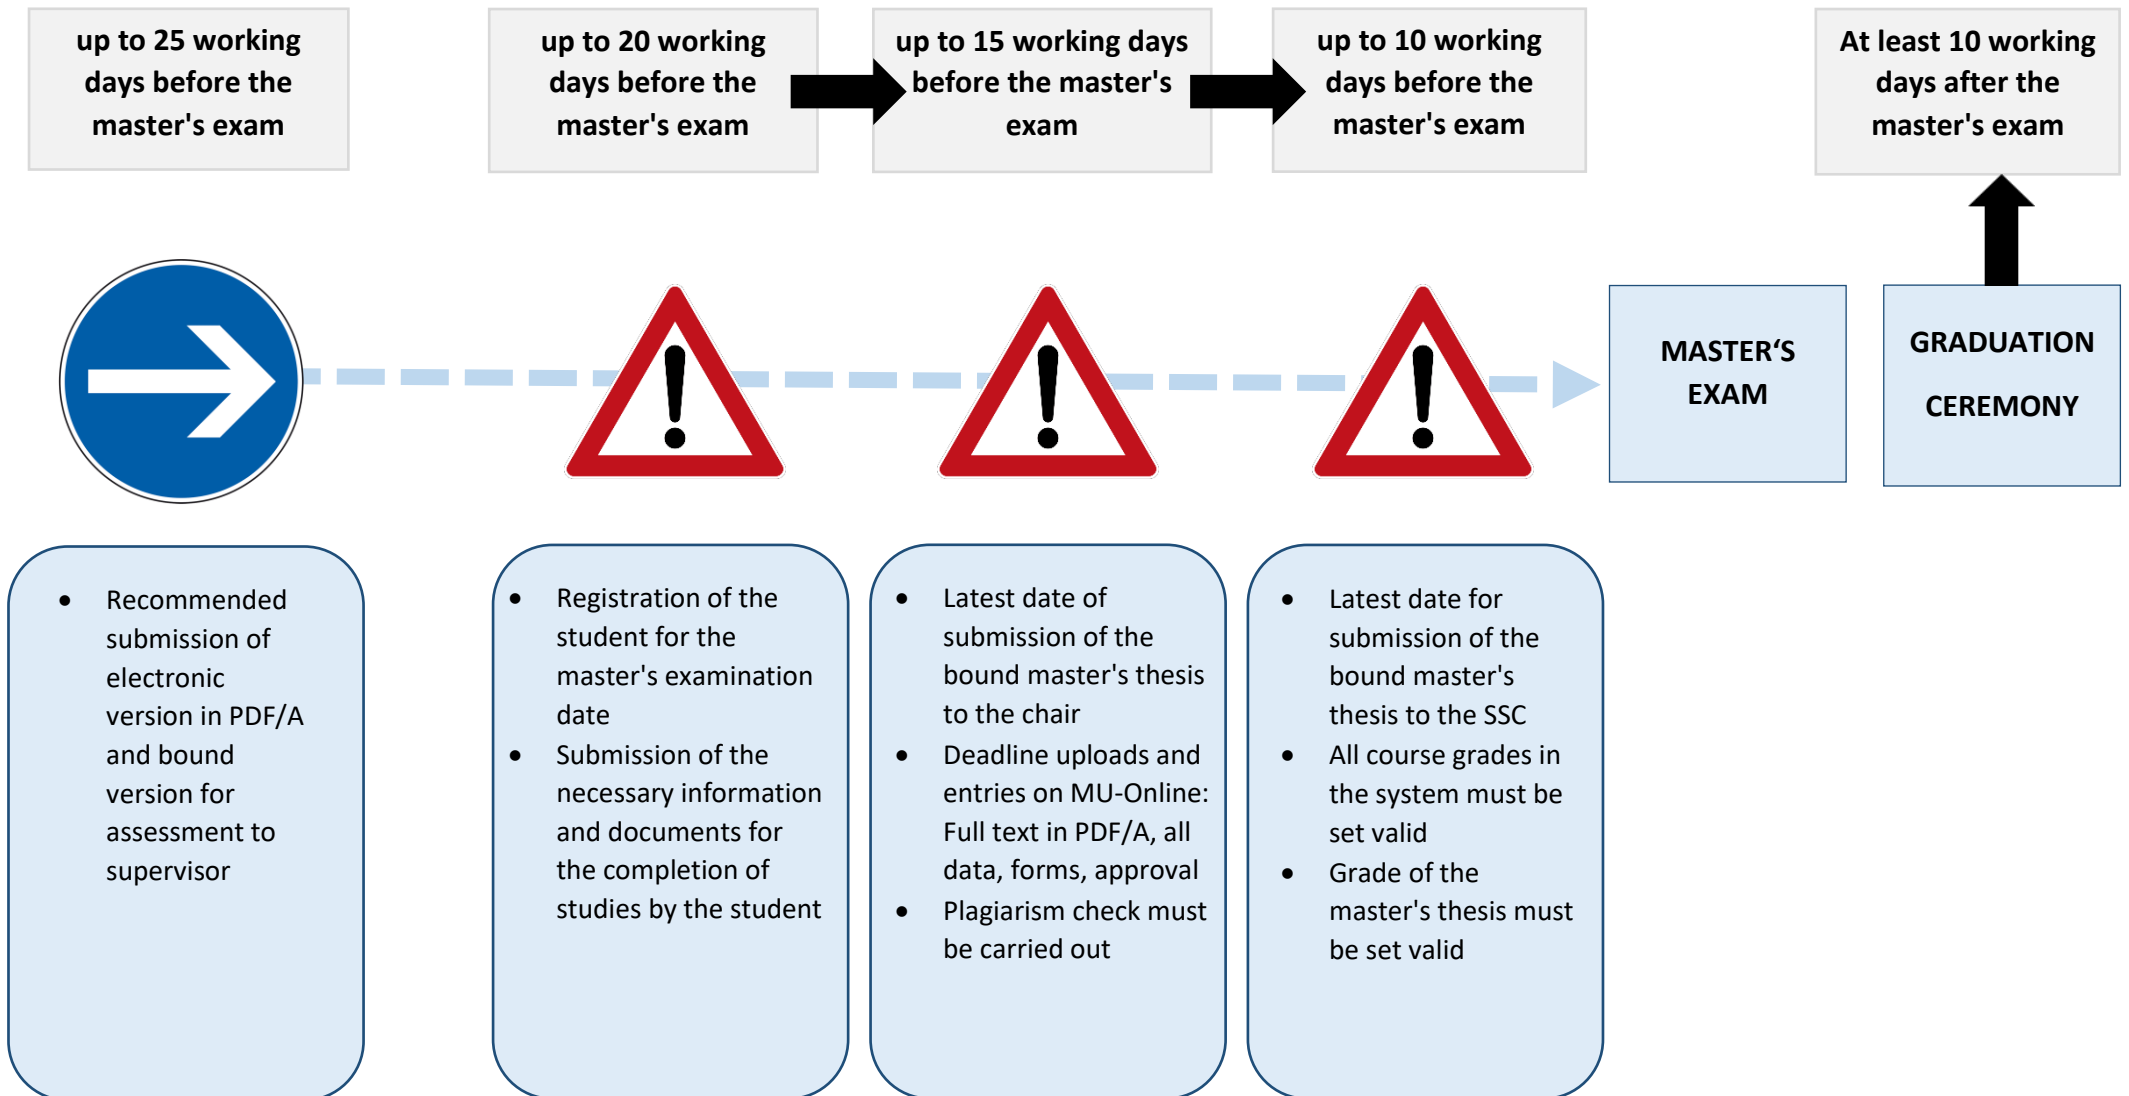 up to 25 working
days before the
master's exam
up to 20 working
days before the
master's exam
up to 15 working days
before the master's
exam
up to 10 working
days before the
master's exam
At least 10 working
days after the
master's exam
MASTER‘S
EXAM
GRADUATION
CEREMONY
• Recommended
submission of
electronic
version in PDF/A
and bound
version for
assessment to
supervisor
• Registration of the
student for the
master's examination
date
• Submission of the
necessary information
and documents for
the completion of
studies by the student
• Latest date of
submission of the
bound master's thesis
to the chair
• Deadline uploads and
entries on MU-Online:
Full text in PDF/A, all
data, forms, approval
• Plagiarism check must
be carried out
• Latest date for
submission of the
bound master's
thesis to the SSC
• All course grades in
the system must be
set valid
• Grade of the
master's thesis must
be set valid